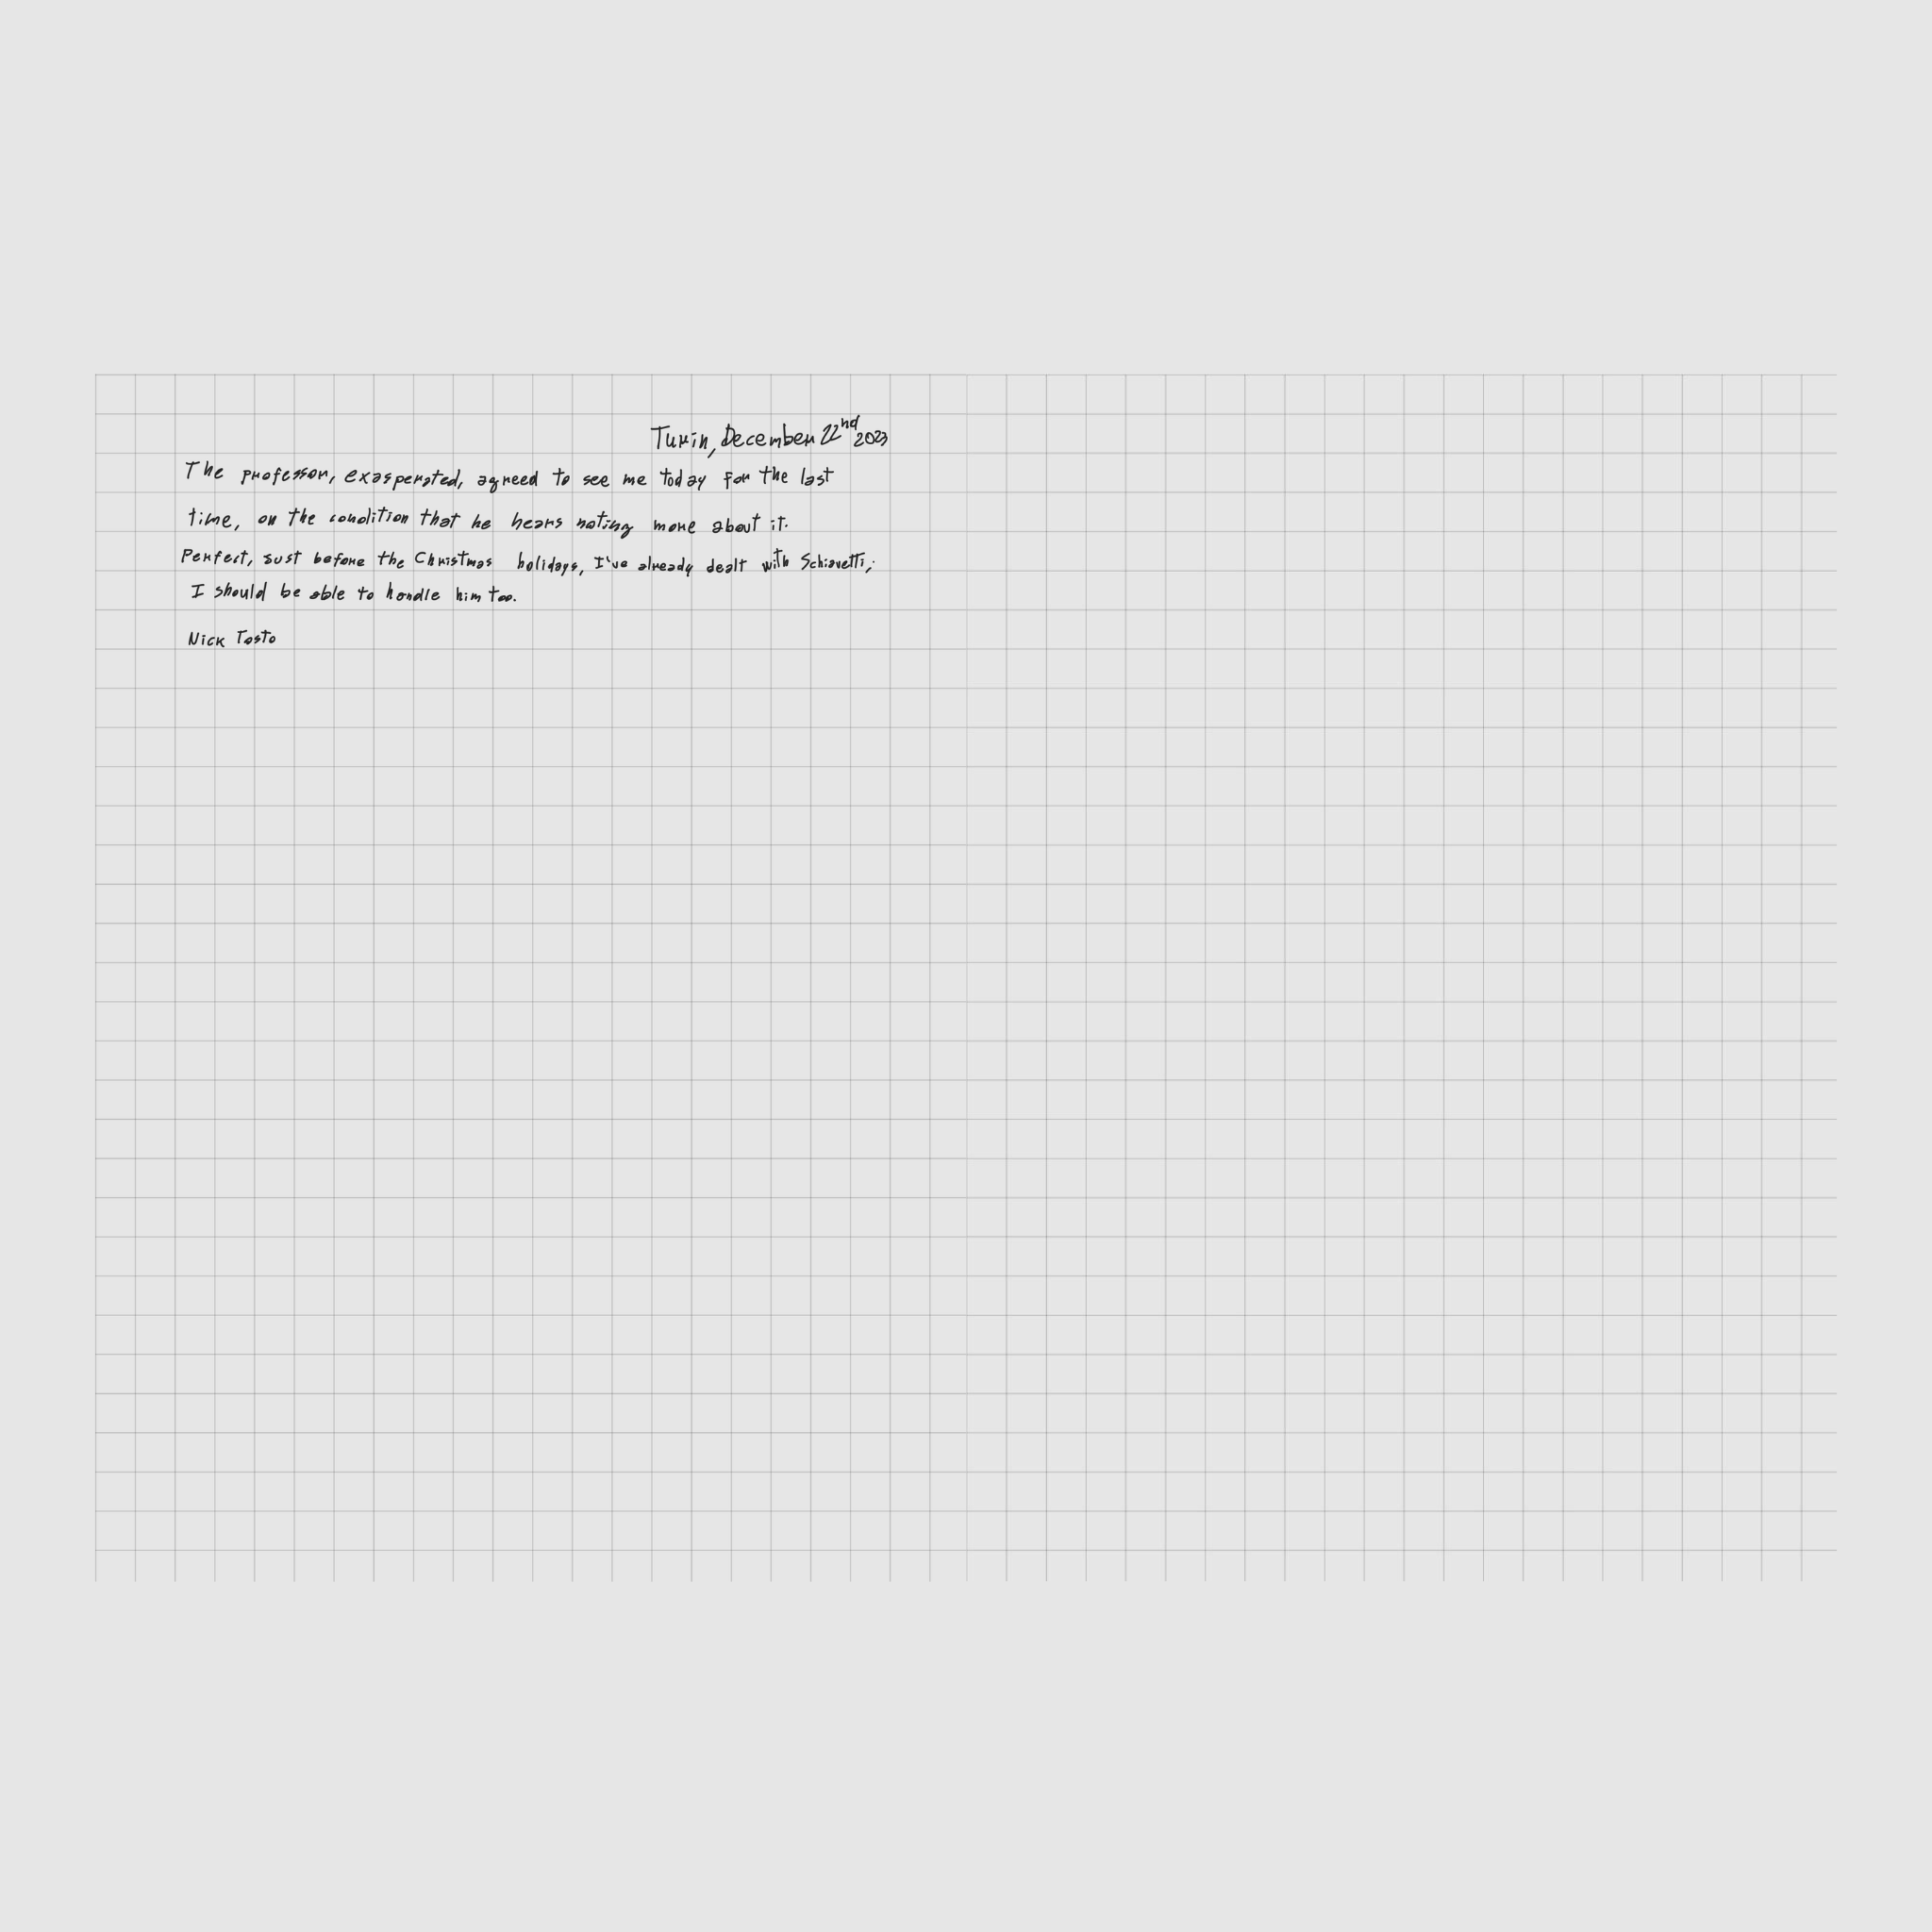 Turin, December 22nd 2023
The professor, exasperated, agreed to see me today for the last
time, on the condition that he hears noting more about it.
Perfect, just before the Christmas holidays, I've already dealt with Schiavetti;
I should be able to handle him too.
Nick Tosto